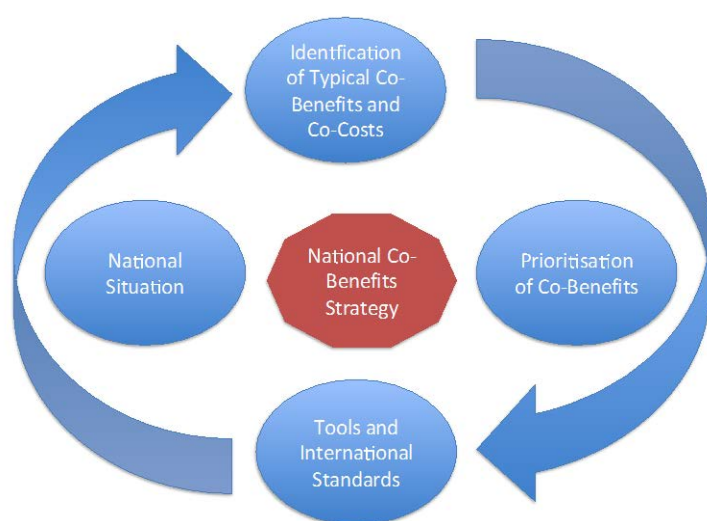 Identfication
of Typical Co-
Benefits and
Co-Costs
National
Situation
National Co-
Benefits
Strategy
Prioritisation
of Co-Benefits
Tools and
International
Standards